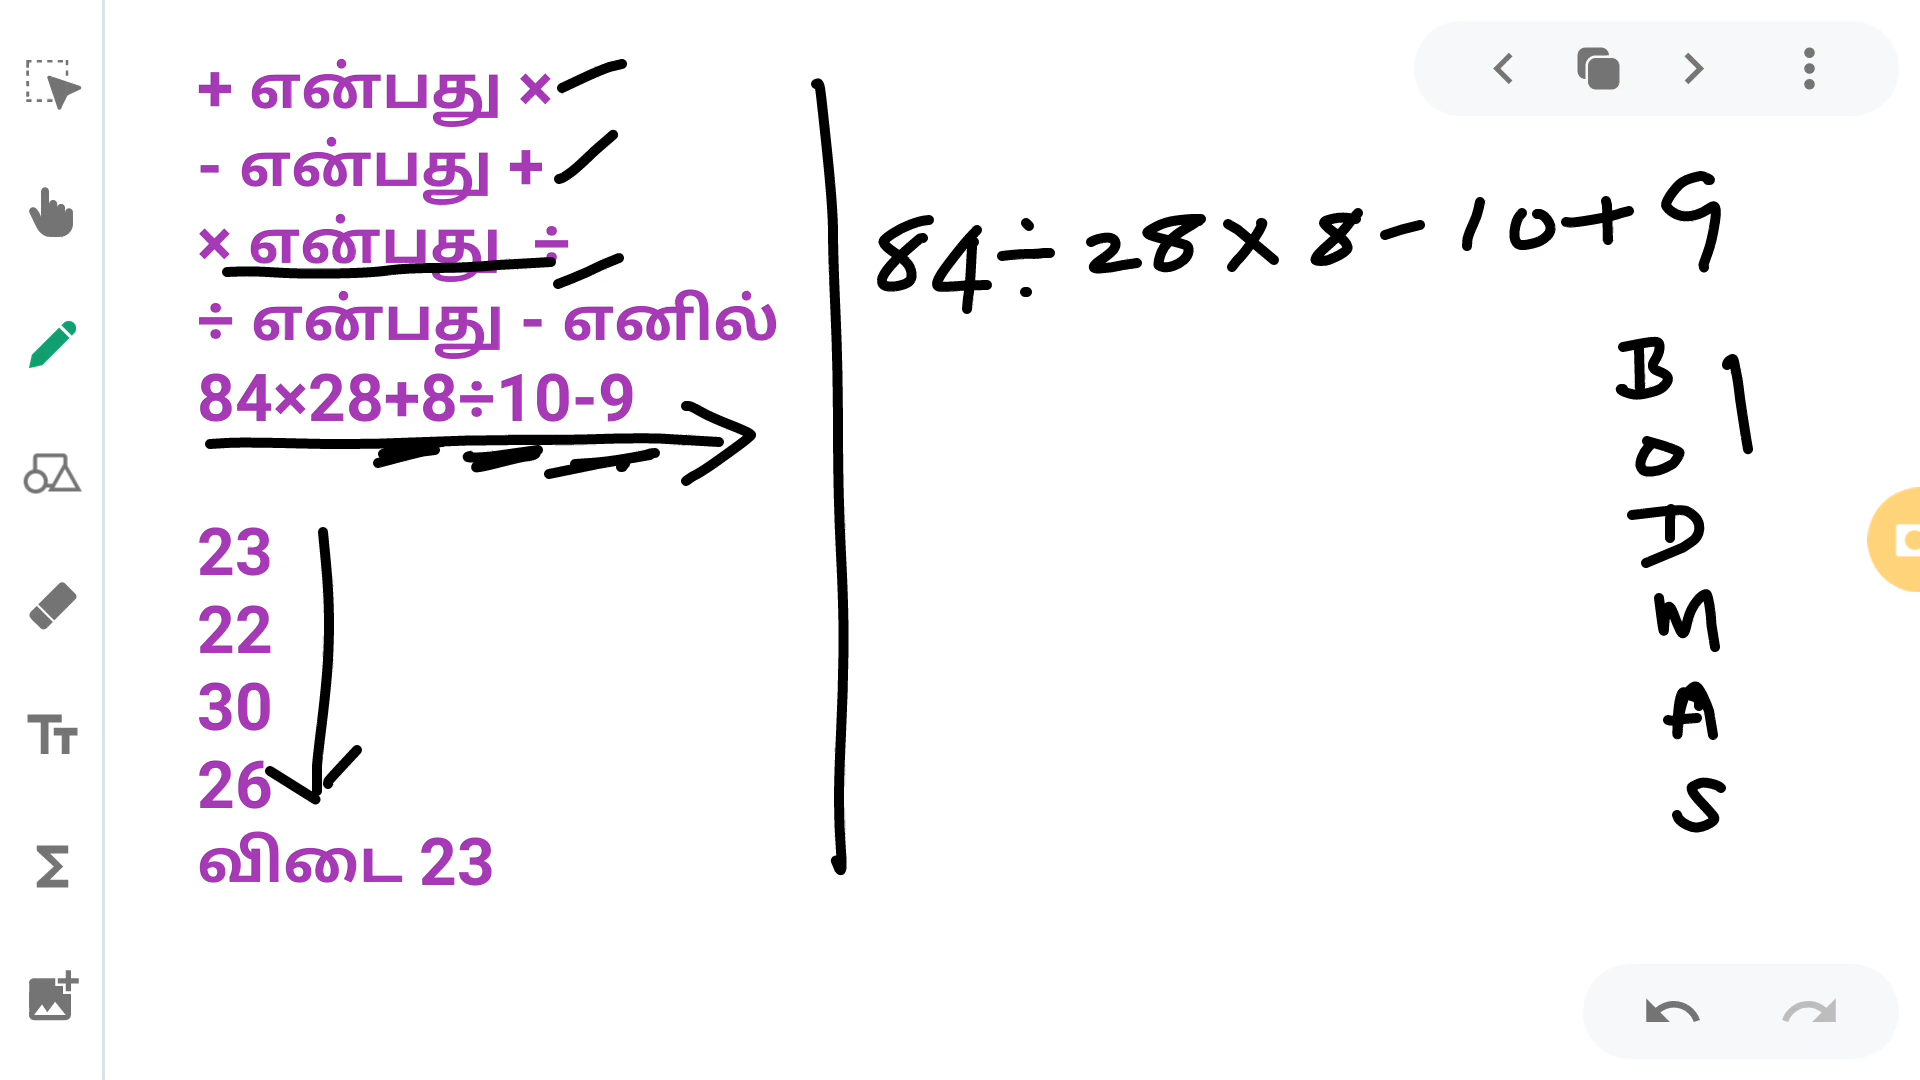 + என்பது ×
- என்பது +
× என்பது ÷
÷ என்பது - எனில்
84×28+8÷10-9
23
22
30
26
விடை 23
84÷28×8-10+9
B
O
D
M
A
S